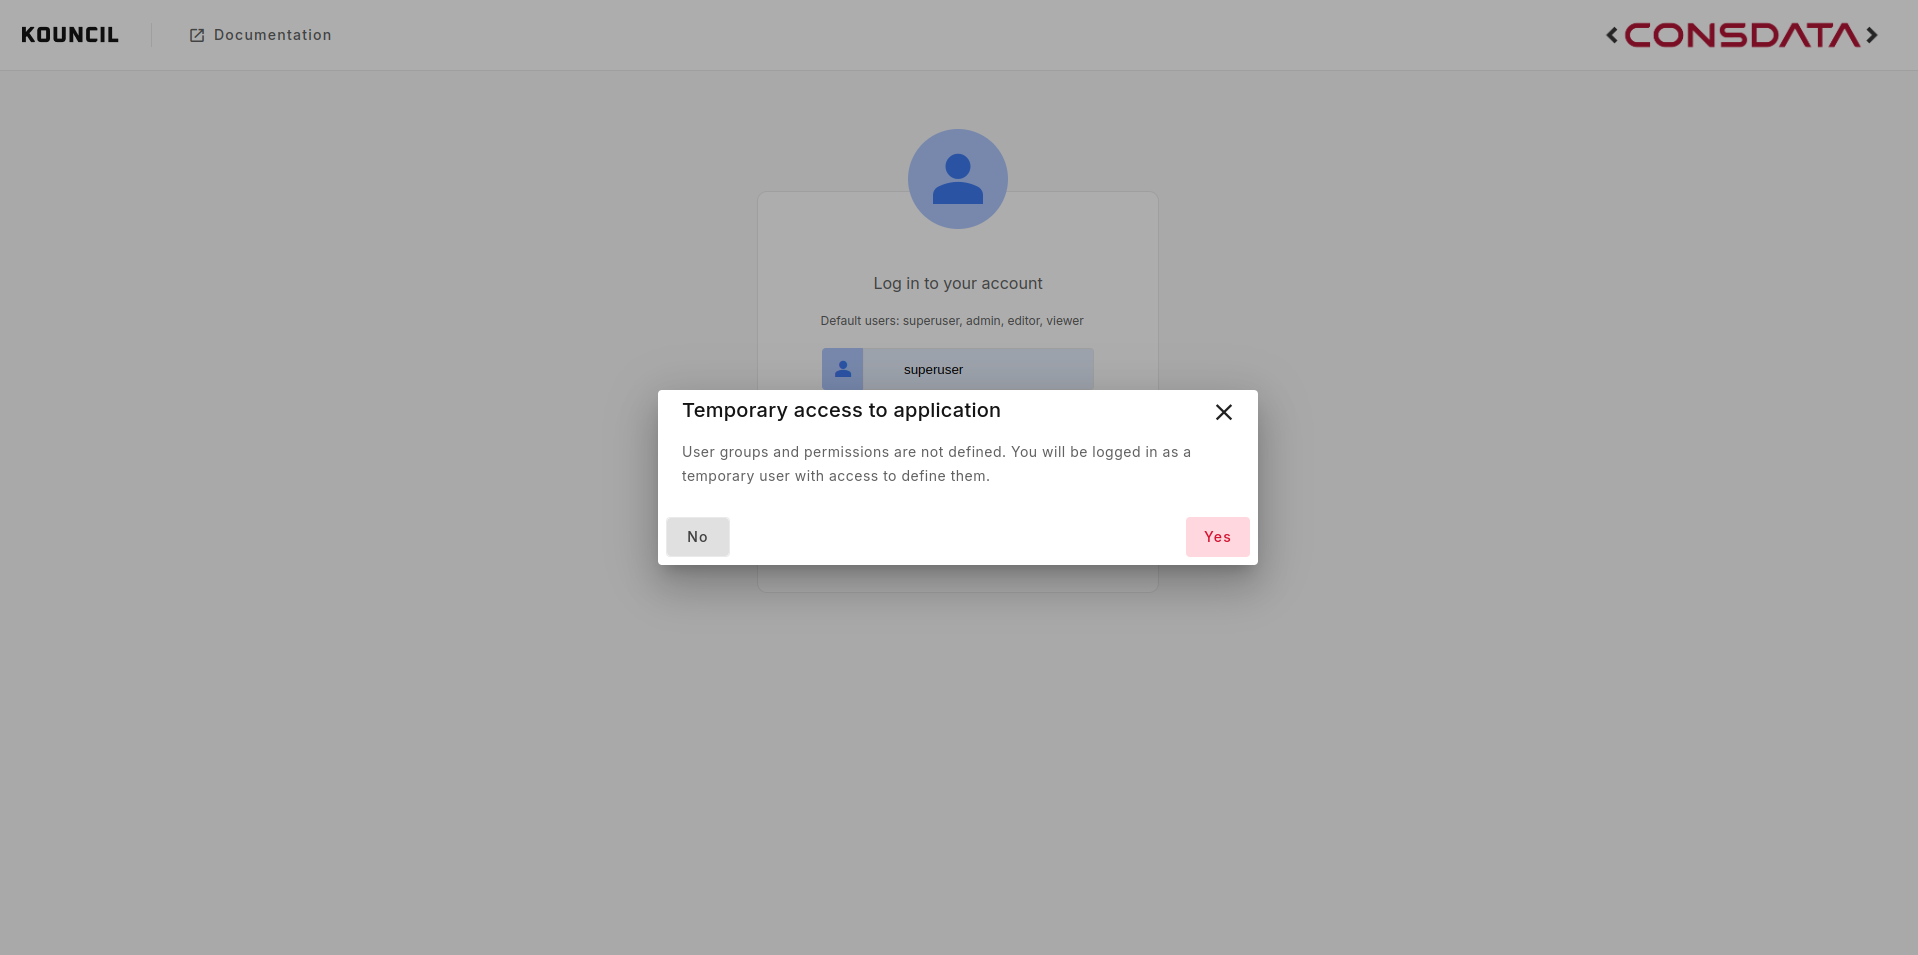 KOUNCIL
Documentation
CONSDATA
Log in to your account
Default users: superuser, admin, editor, viewer
superuser
Temporary access to application
User groups and permissions are not defined. You will be logged in as a
temporary user with access to define them.
No
Yes